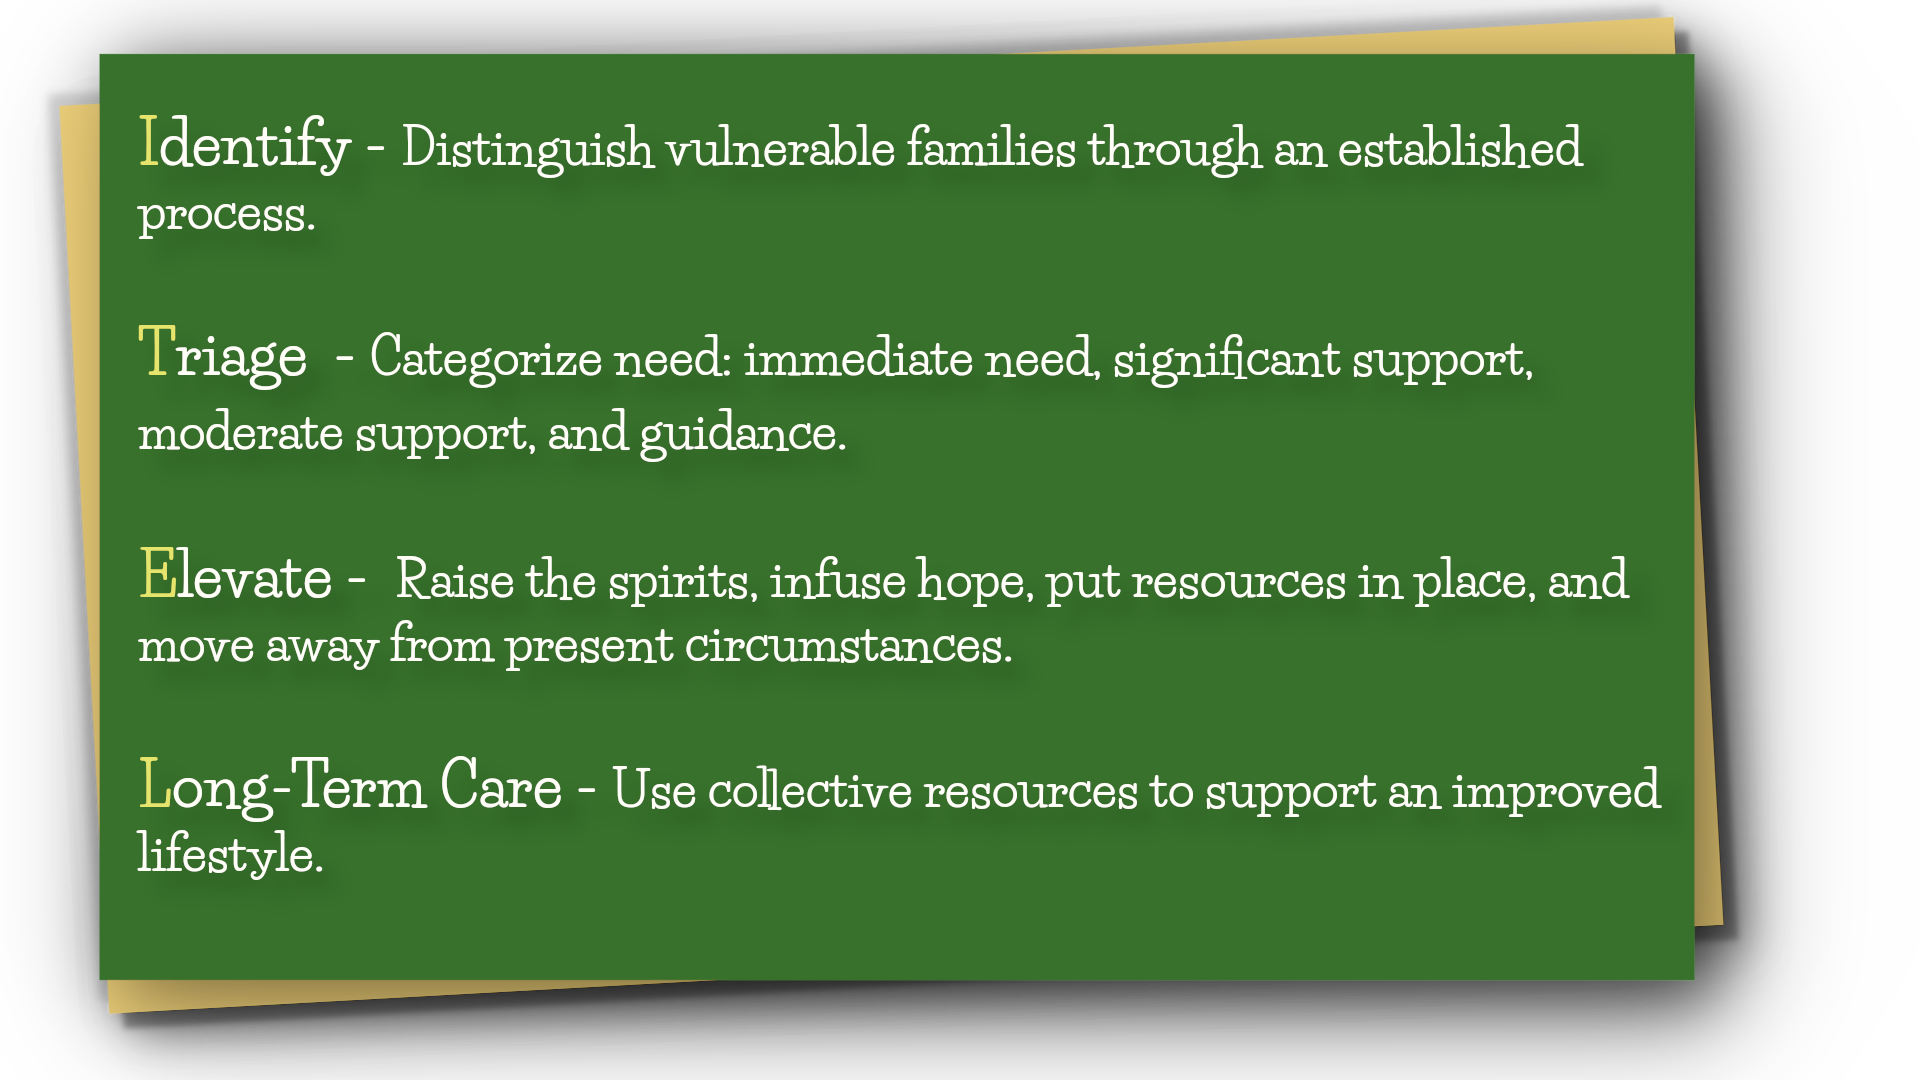 Identify - Distinguish vulnerable families through an established
process.
Triage - Categorize need: immediate need, significant support,
moderate support, and guidance.
Elevate - Raise the spirits, infuse hope, put resources in place, and
move away from present circumstances.
Long-Term Care - Use collective resources to support an improved
lifestyle.